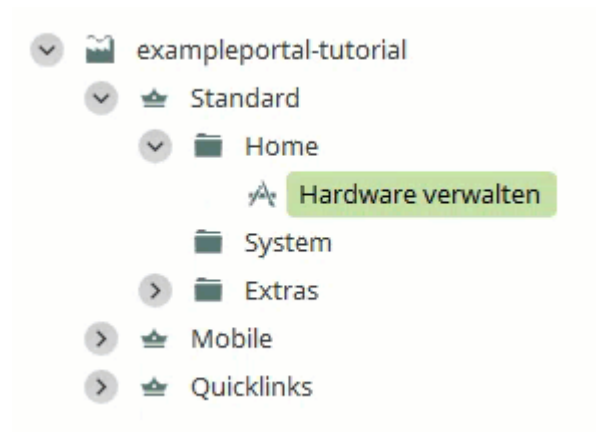 exampleportal-tutorial
Standard
Home
Hardware verwalten
System
Extras
Mobile
Quicklinks